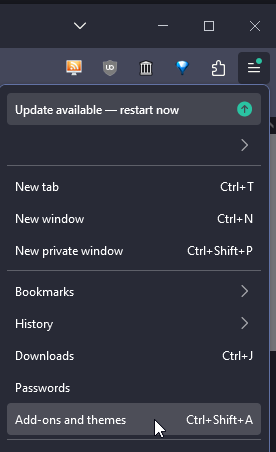 UD
Update available — restart now
New tab Ctrl+T
New window Ctrl+N
New private window Ctrl+Shift+P
Bookmarks
History
Downloads Ctrl+J
Passwords
Add-ons and themes Ctrl+Shift+A